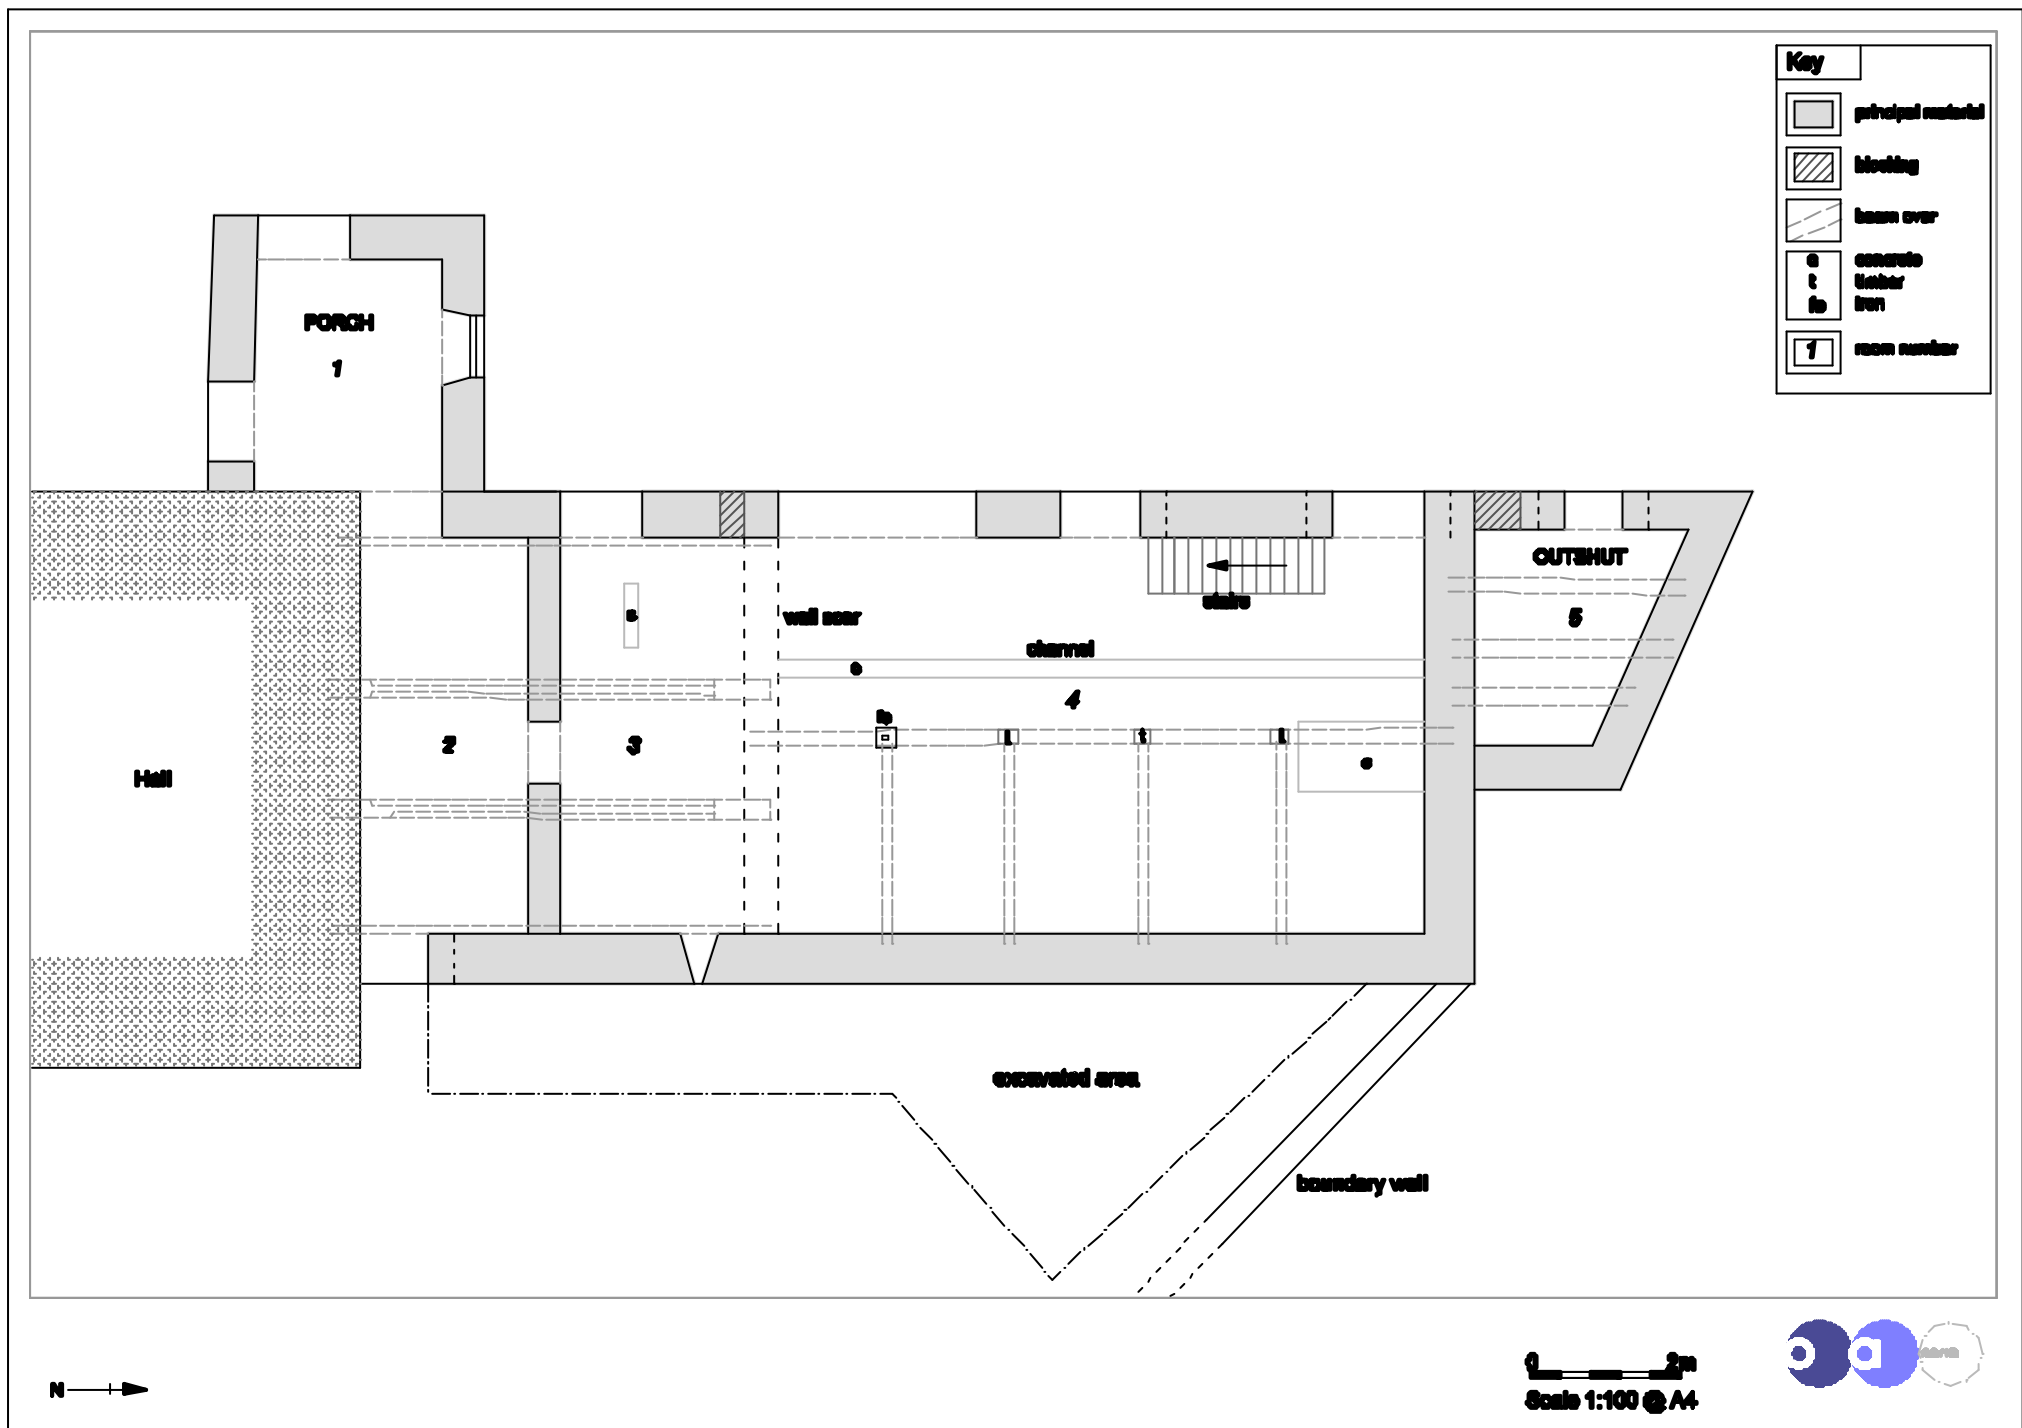 Key
principal material
blocking
beam over
c concrete
t timber
fe iron
1 room number
PORCH
1
OUTSHUT
5
stairs
wall scar
channel
c
4
fe
t
t
t
c
2
3
Hall
excavated area
boundary wall
N
0 2m
Scale 1:100 @ A4